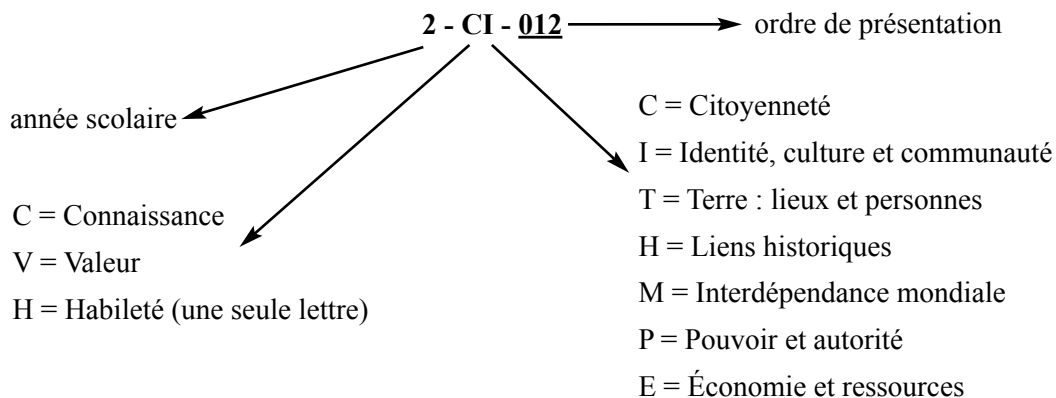 2 - CI - 012
ordre de présentation
année scolaire
C = Connaissance
V = Valeur
H = Habileté (une seule lettre)
C = Citoyenneté
I = Identité, culture et communauté
T = Terre : lieux et personnes
H = Liens historiques
M = Interdépendance mondiale
P = Pouvoir et autorité
E = Économie et ressources